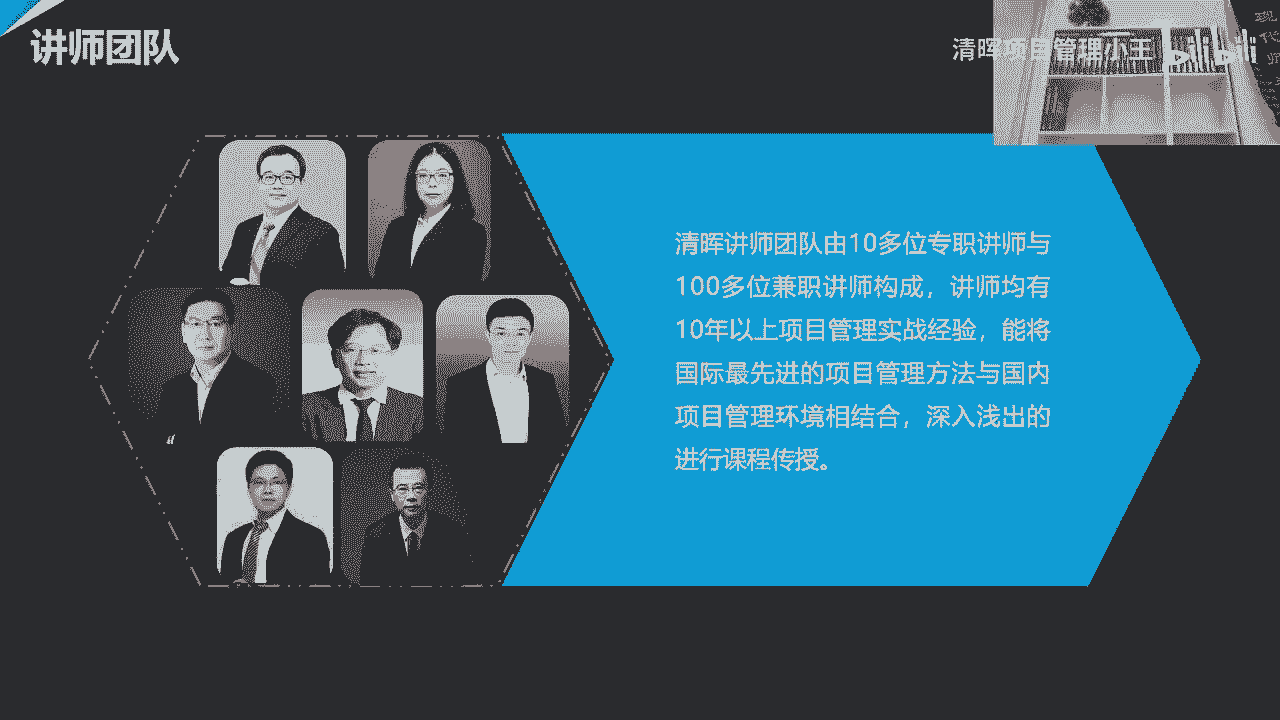 讲师团队
清晖项目管理小王 bilibili
清晖讲师团队由10多位专职讲师与
100多位兼职讲师构成，讲师均有
10年以上项目管理实战经验，能将
国际最先进的项目管理方法与国内
项目管理环境相结合，深入浅出的
进行课程传授。